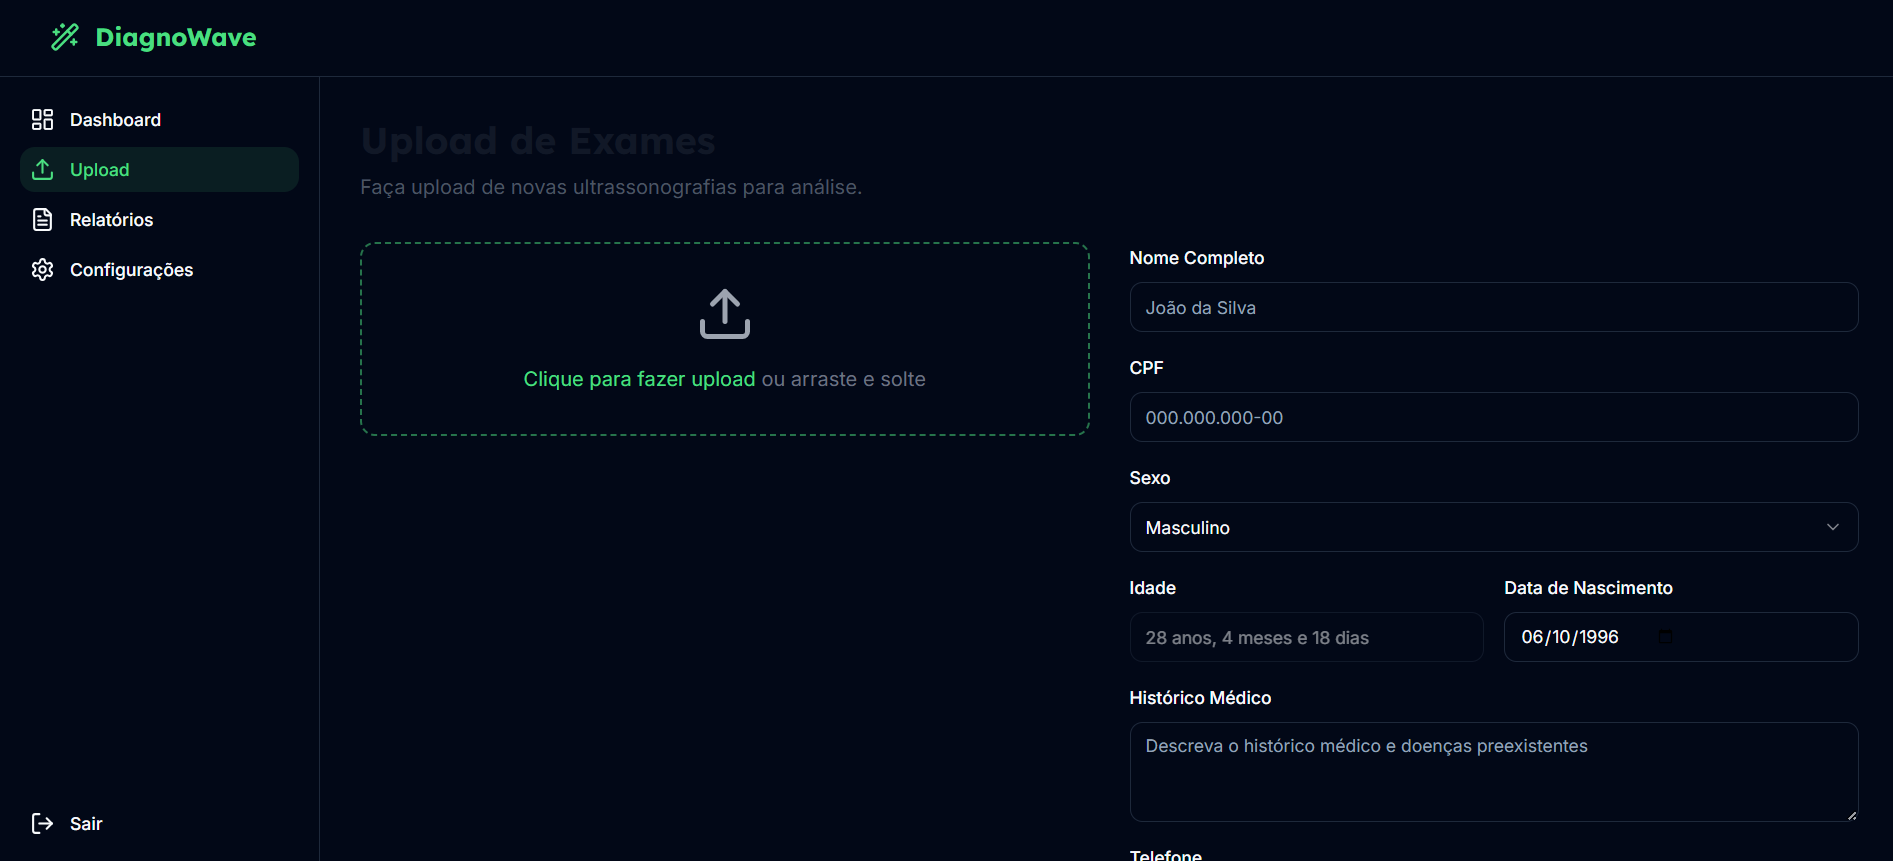 DiagnoWave
Dashboard
Upload
Relatórios
Configurações
Sair
Upload de Exames
Faça upload de novas ultrassonografias para análise.
Clique para fazer upload ou arraste e solte
Nome Completo
João da Silva
CPF
000.000.000-00
Sexo
Masculino
Idade
28 anos, 4 meses e 18 dias
Data de Nascimento
06/10/1996
Histórico Médico
Descreva o histórico médico e doenças preexistentes
Telefone